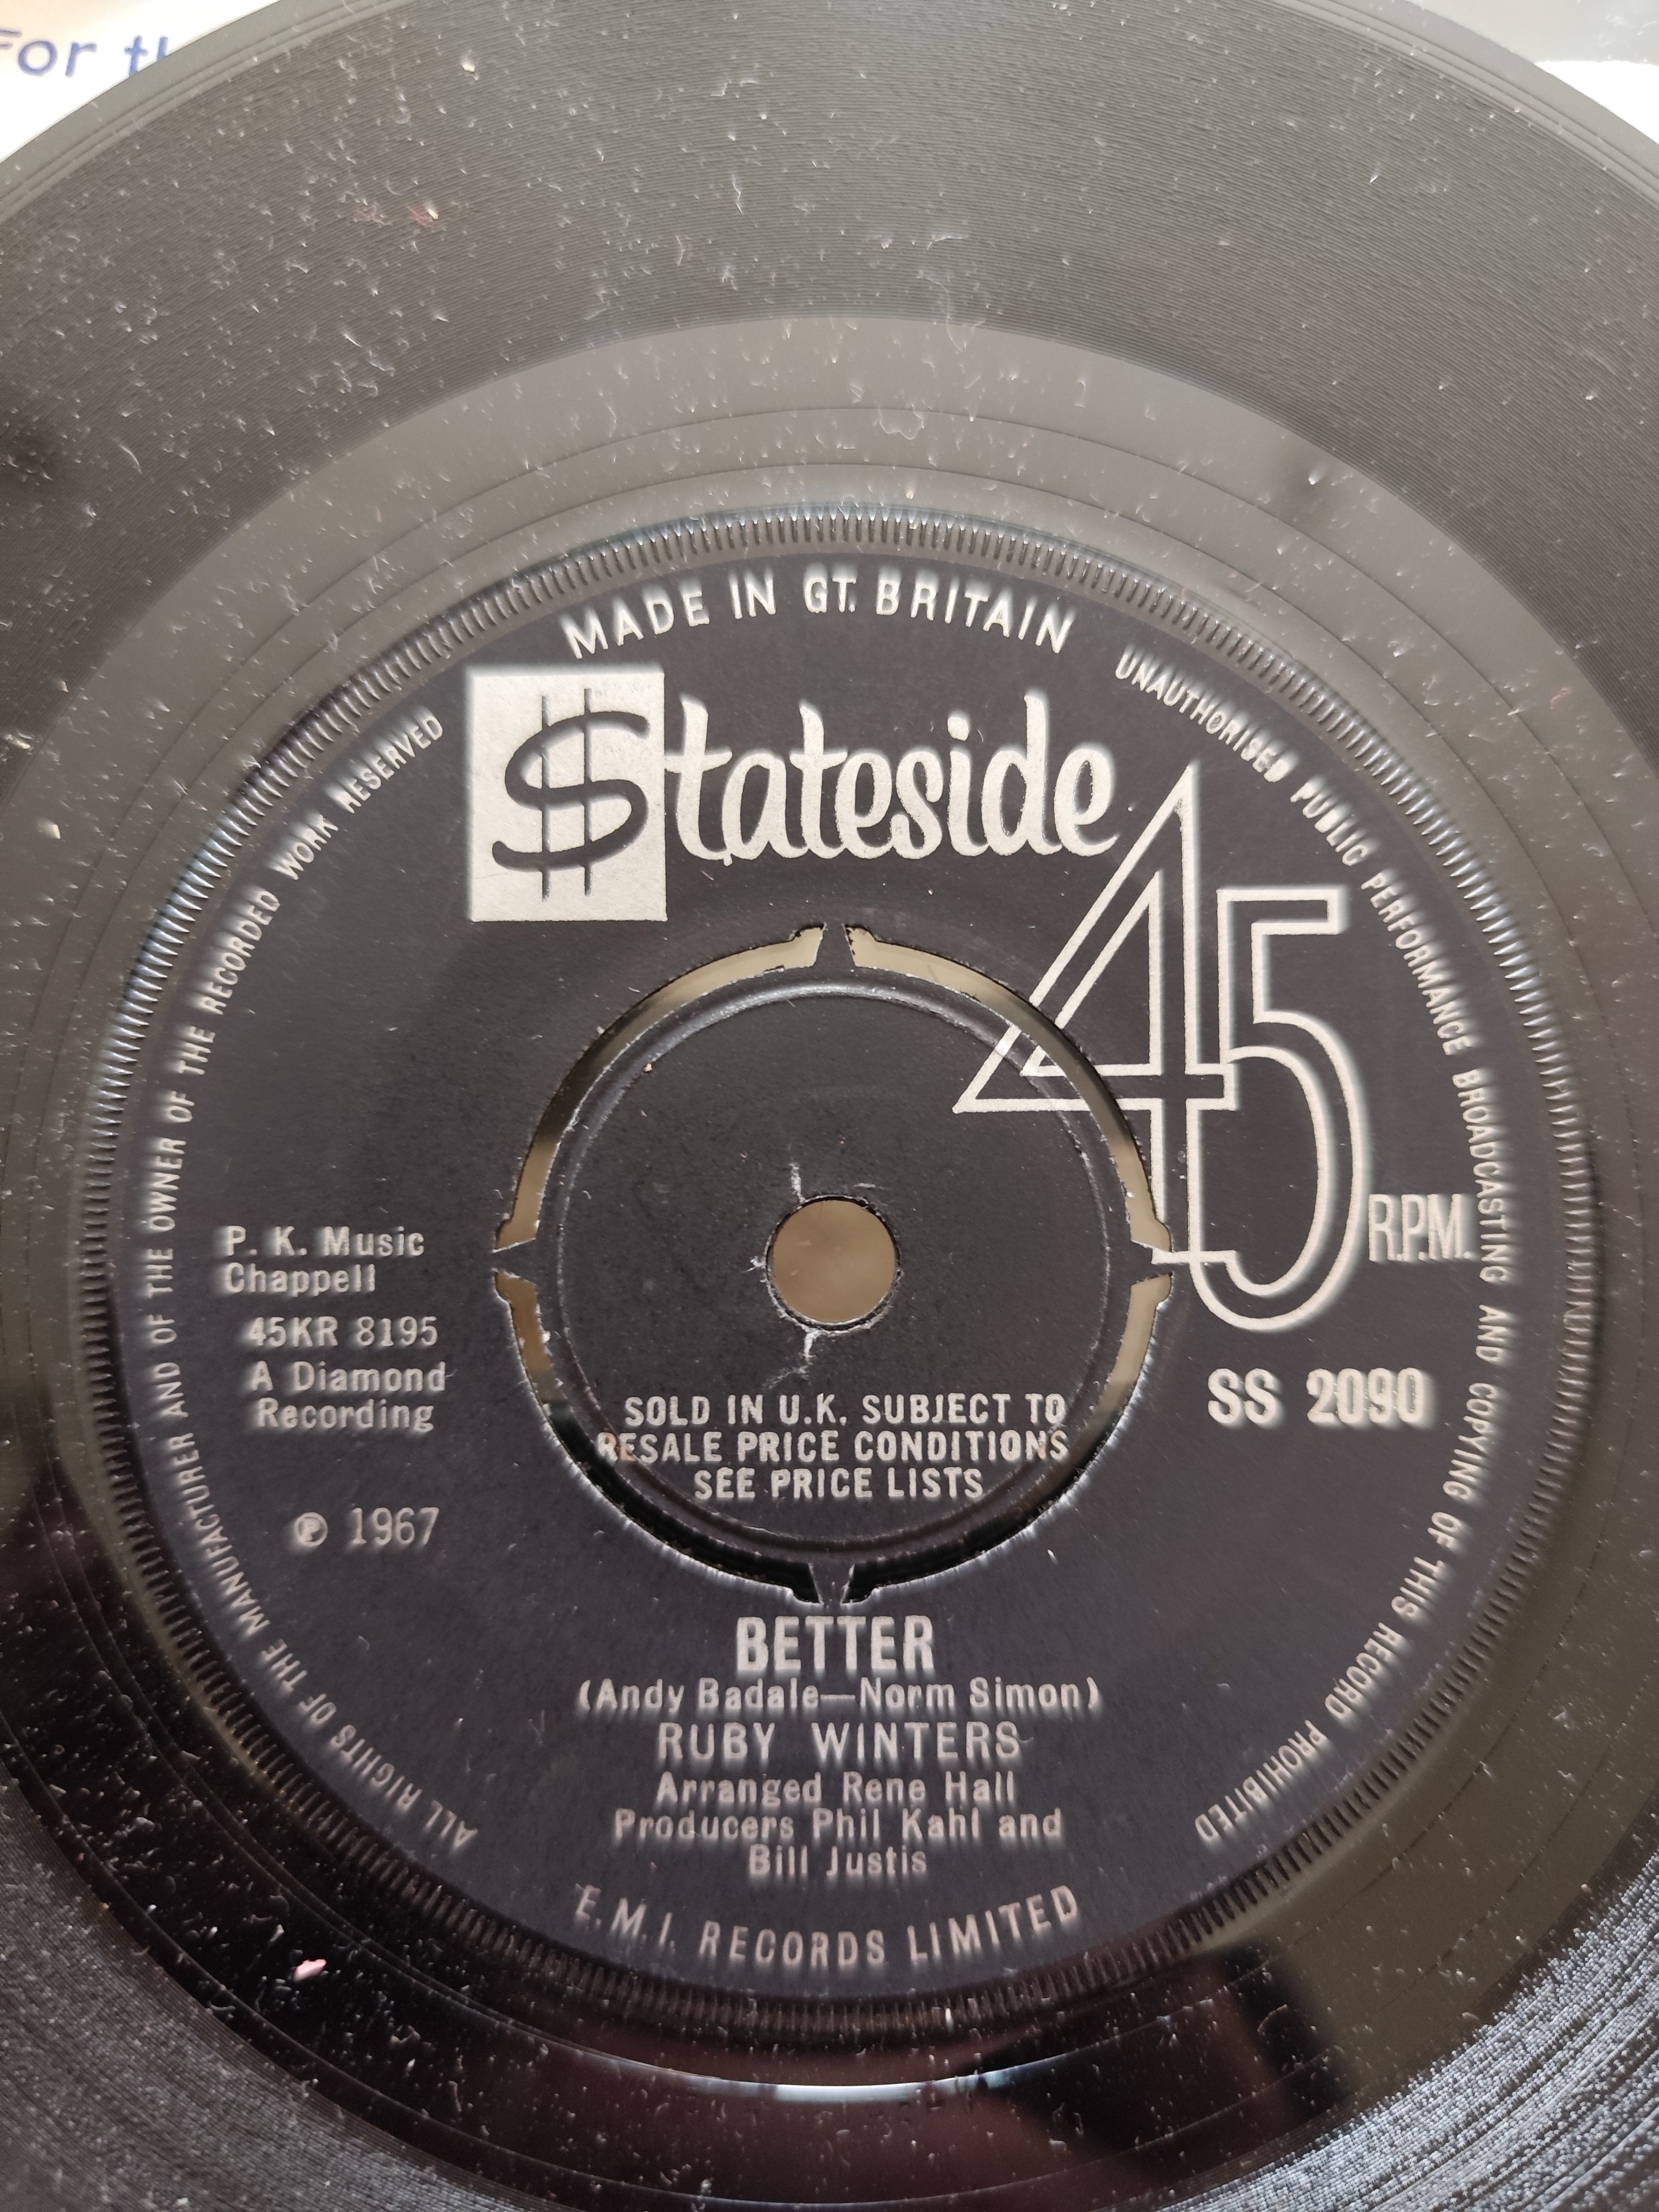 For th
MADE IN GT. BRITAIN
Stateside
45
R.P.M.
P. K. Music
Chappell
45KR 8195
A Diamond
Recording
℗ 1967
SS 2090
SOLD IN U.K. SUBJECT TO
RESALE PRICE CONDITIONS
SEE PRICE LISTS
BETTER
(Andy Badale—Norm Simon)
RUBY WINTERS
Arranged Rene Hall
Producers Phil Kahl and
Bill Justis
E.M.I. RECORDS LIMITED
ALL RIGHTS OF THE MANUFACTURER AND OF THE OWNER OF THE RECORDED WORK RESERVED
UNAUTHORISED PUBLIC PERFORMANCE BROADCASTING AND COPYING OF THIS RECORD PROHIBITED